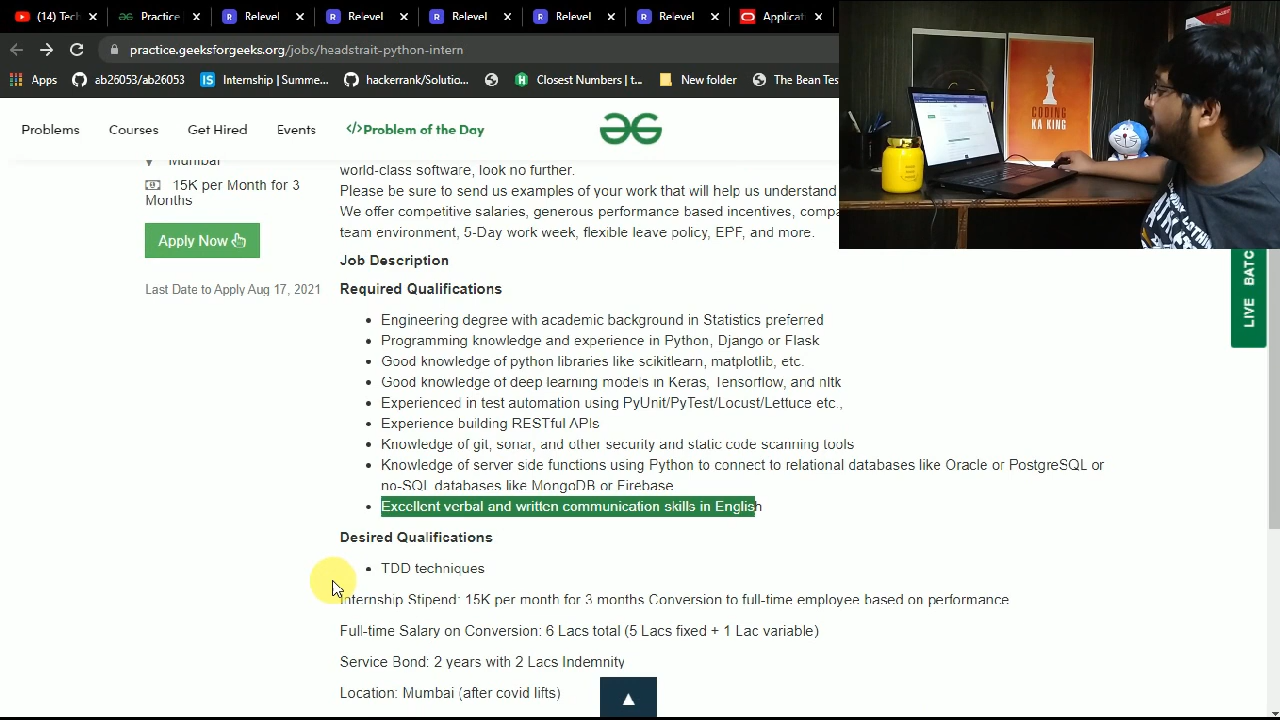 (14) Tech
Practice
Relevel
Relevel
Relevel
Relevel
Relevel
Applicat
practice.geeksforgeeks.org/jobs/headstrait-python-intern
Apps
ab26053/ab26053
Internship | Summe...
hackerrank/Solutio...
Closest Numbers | t...
New folder
The Bean Tes
CODING
KA KING
Problems
Courses
Get Hired
Events
</>Problem of the Day
Mumbai
15K per Month for 3
Months
Apply Now
Last Date to Apply Aug 17, 2021
world-class software, look no further.
Please be sure to send us examples of your work that will help us understand
We offer competitive salaries, generous performance based incentives, compa
team environment, 5-Day work week, flexible leave policy, EPF, and more.
Job Description
Required Qualifications
Engineering degree with academic background in Statistics preferred
Programming knowledge and experience in Python, Django or Flask
Good knowledge of python libraries like scikitlearn, matplotlib, etc.
Good knowledge of deep learning models in Keras, Tensorflow, and nltk
Experienced in test automation using PyUnit/PyTest/Locust/Lettuce etc.,
Experience building RESTful APIs
Knowledge of git, sonar, and other security and static code scanning tools
Knowledge of server side functions using Python to connect to relational databases like Oracle or PostgreSQL or
no-SQL databases like MongoDB or Firebase
Excellent verbal and written communication skills in English
Desired Qualifications
TDD techniques
Internship Stipend: 15K per month for 3 months Conversion to full-time employee based on performance
Full-time Salary on Conversion: 6 Lacs total (5 Lacs fixed + 1 Lac variable)
Service Bond: 2 years with 2 Lacs Indemnity
Location: Mumbai (after covid lifts)
LIVE BATC